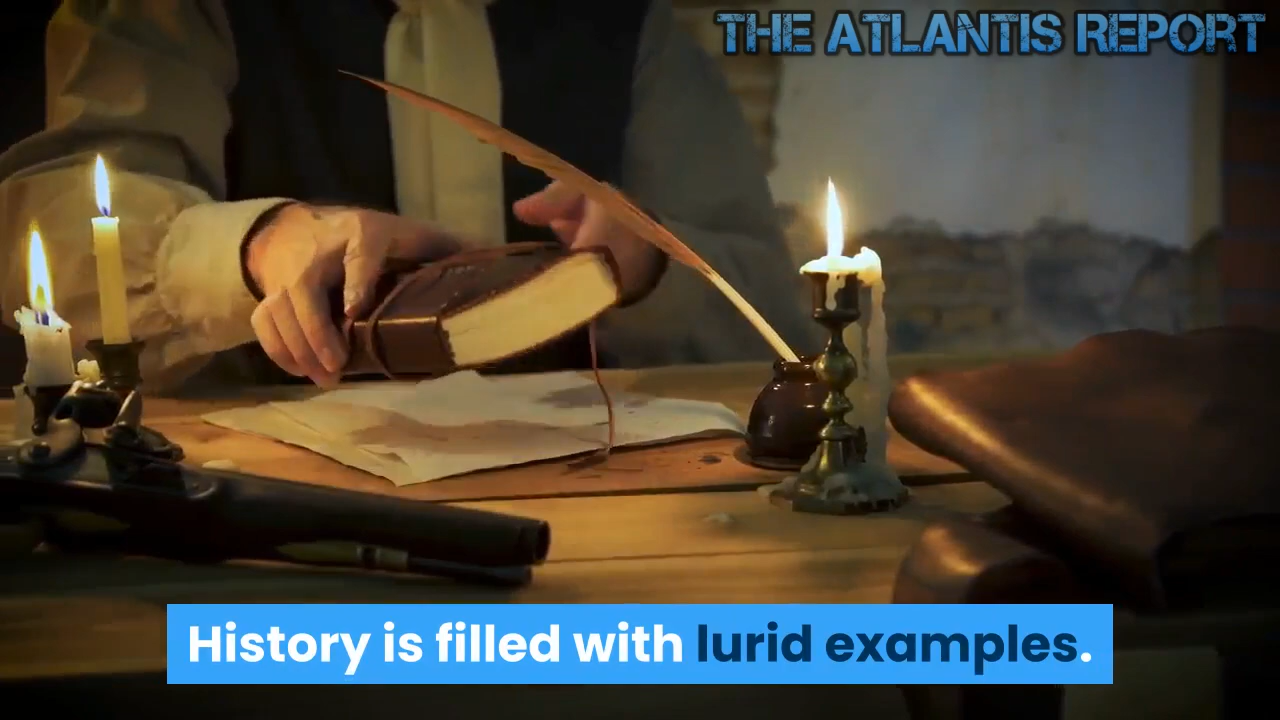 THE ATLANTIS REPORT
History is filled with lurid examples.